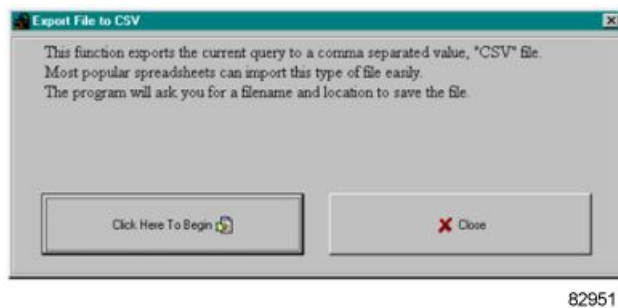 Export File to CSV
This function exports the current query to a comma separated value, "CSV" file.
Most popular spreadsheets can import this type of file easily.
The program will ask you for a filename and location to save the file.
Click Here To Begin
Close
82951